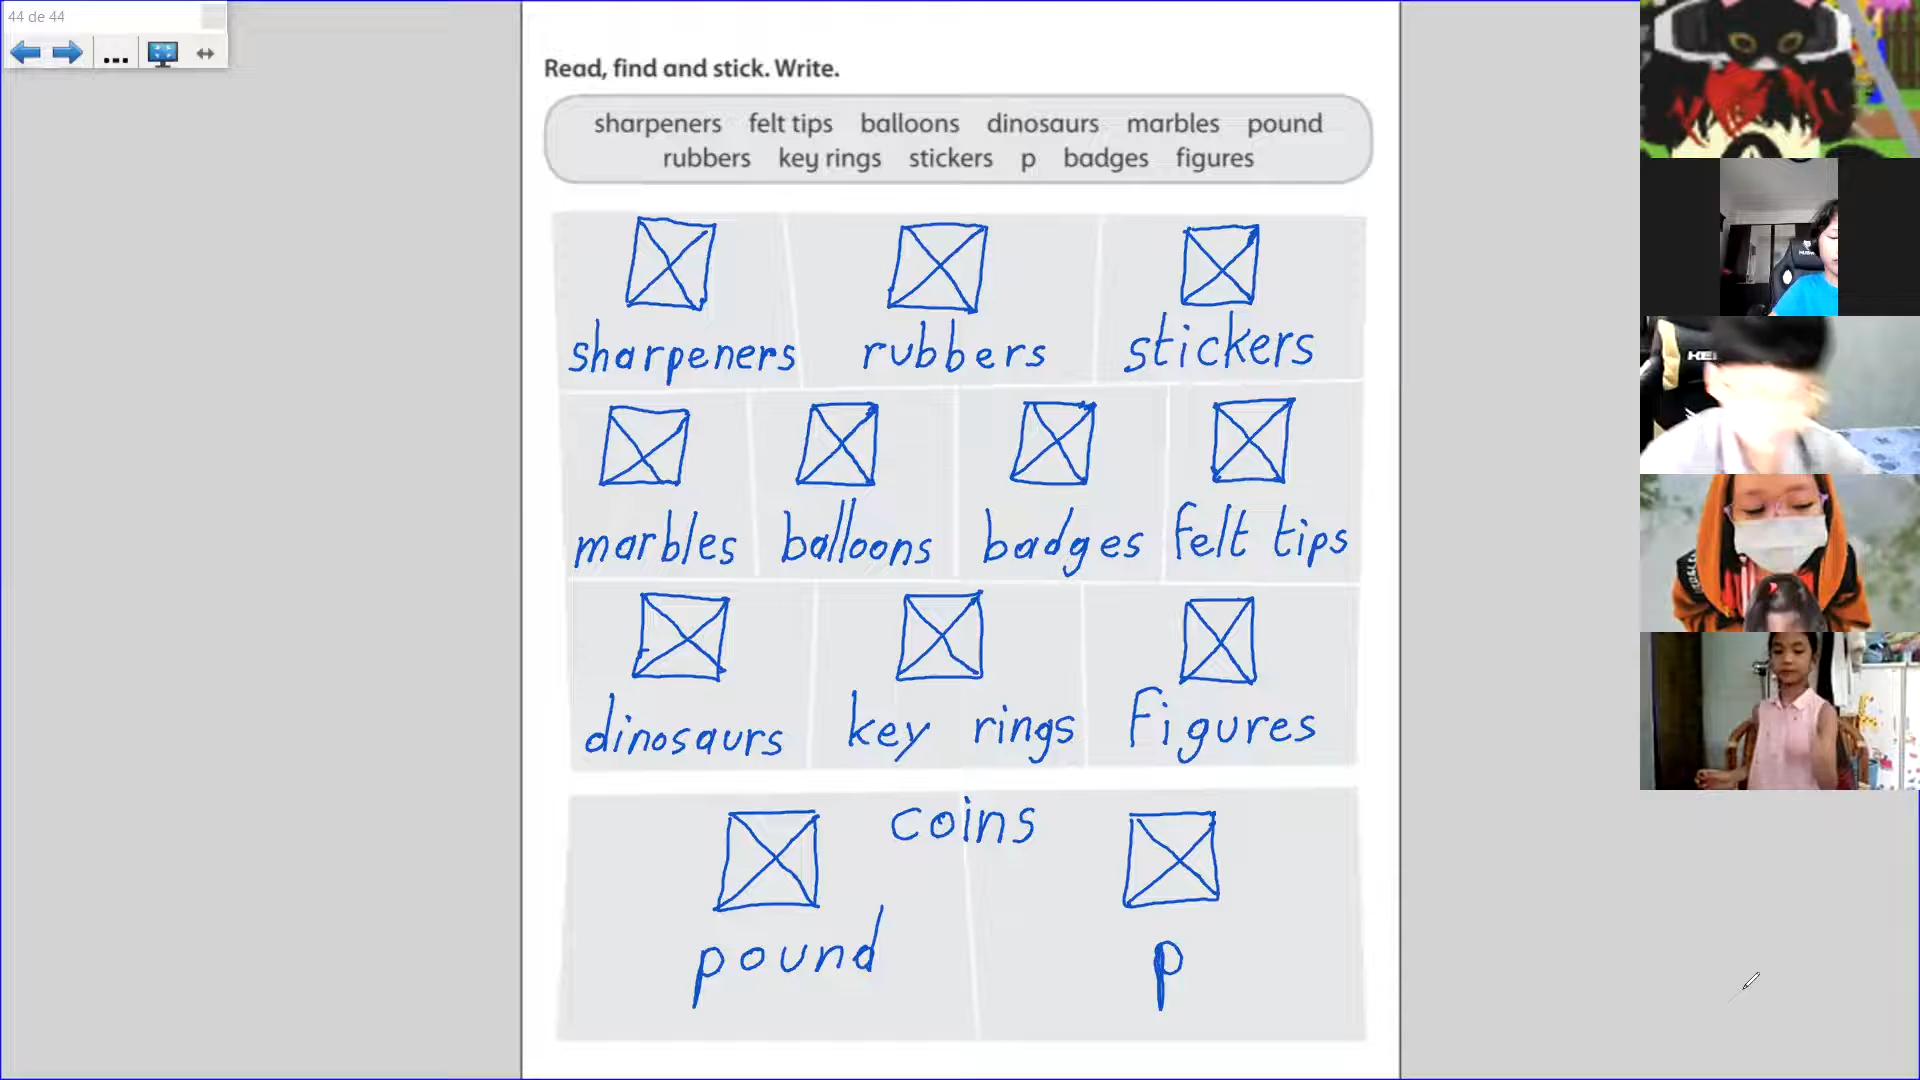 44 de 44
Read, find and stick. Write.
sharpeners felt tips balloons dinosaurs marbles pound
rubbers key rings stickers p badges figures
sharpeners rubbers stickers
marbles balloons badges felt tips
dinosaurs key rings figures
coins
pound p